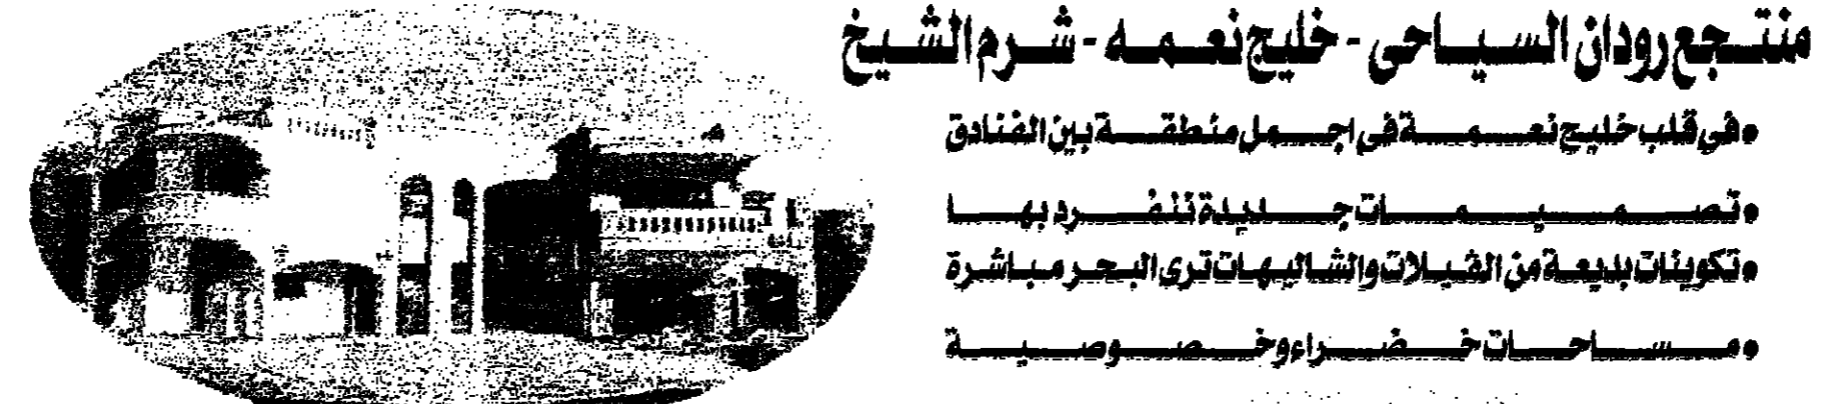 منتجع رودان السياحى - خليج نعمه - شرم الشيخ
• فى قلب خليج نعمة فى اجمل منطقة بين الفنادق
• تصميمات جديدة ننفرد بها
• تكوينات بديعة من الفيلات والشاليهات ترى البحر مباشرة
• مساحات خضراء وخصوصية